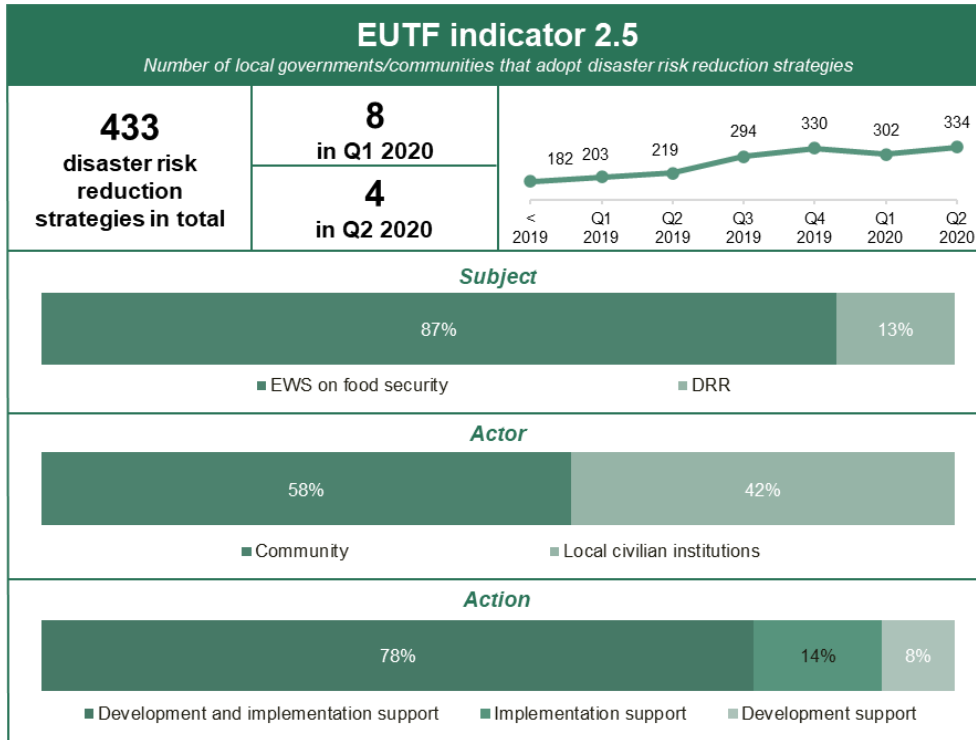 EUTF indicator 2.5
Number of local governments/communities that adopt disaster risk reduction strategies
433
disaster risk
reduction
strategies in total
8
in Q1 2020
4
in Q2 2020
182 203 219 294 330 302 334
< Q1 Q2 Q3 Q4 Q1 Q2
2019 2019 2019 2019 2019 2020 2020
Subject
87% 13%
EWS on food security DRR
Actor
58% 42%
Community Local civilian institutions
Action
78% 14% 8%
Development and implementation support Implementation support Development support